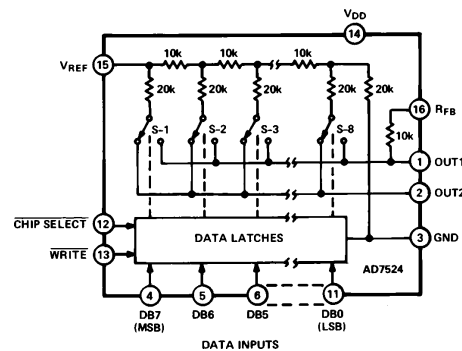 VDD
14
VREF
15
10k
10k
10k
20k
20k
20k
20k
20k
16
RFB
S-1
S-2
S-3
S-8
10k
1
OUT1
2
OUT2
CHIP SELECT
12
WRITE
13
DATA LATCHES
3
GND
AD7524
4
5
6
11
DB7
(MSB)
DB6
DB5
DB0
(LSB)
DATA INPUTS